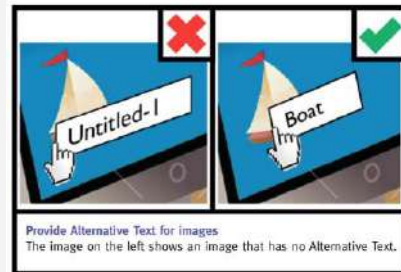 Untitled-1
Boat
Provide Alternative Text for images
The image on the left shows an image that has no Alternative Text.